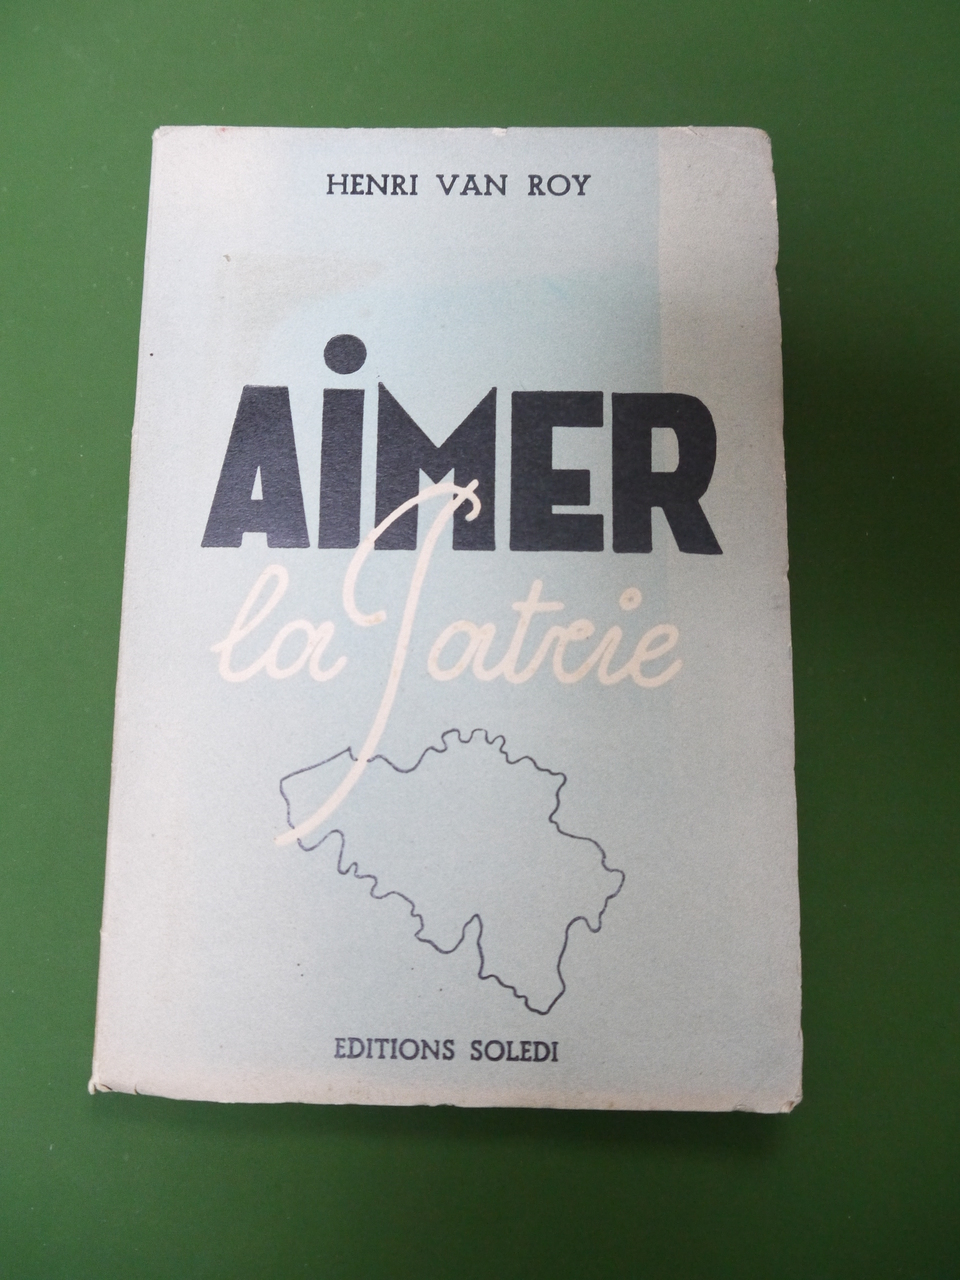 HENRI VAN ROY
AiMER
la Patrie
EDITIONS SOLEDI